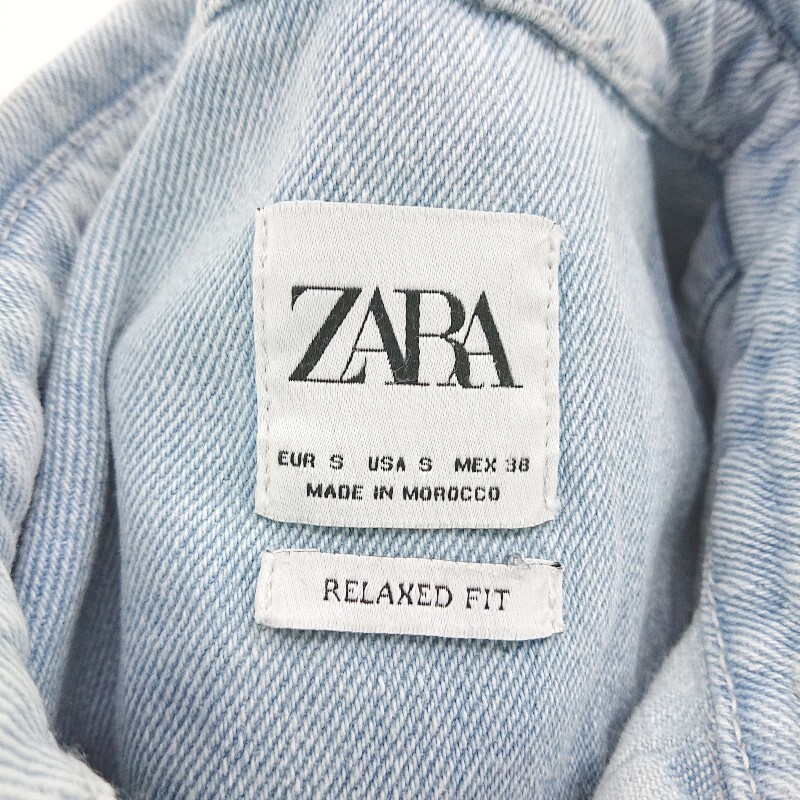 ZARA
EUR S USA S MEX 38
MADE IN MOROCCO
RELAXED FIT